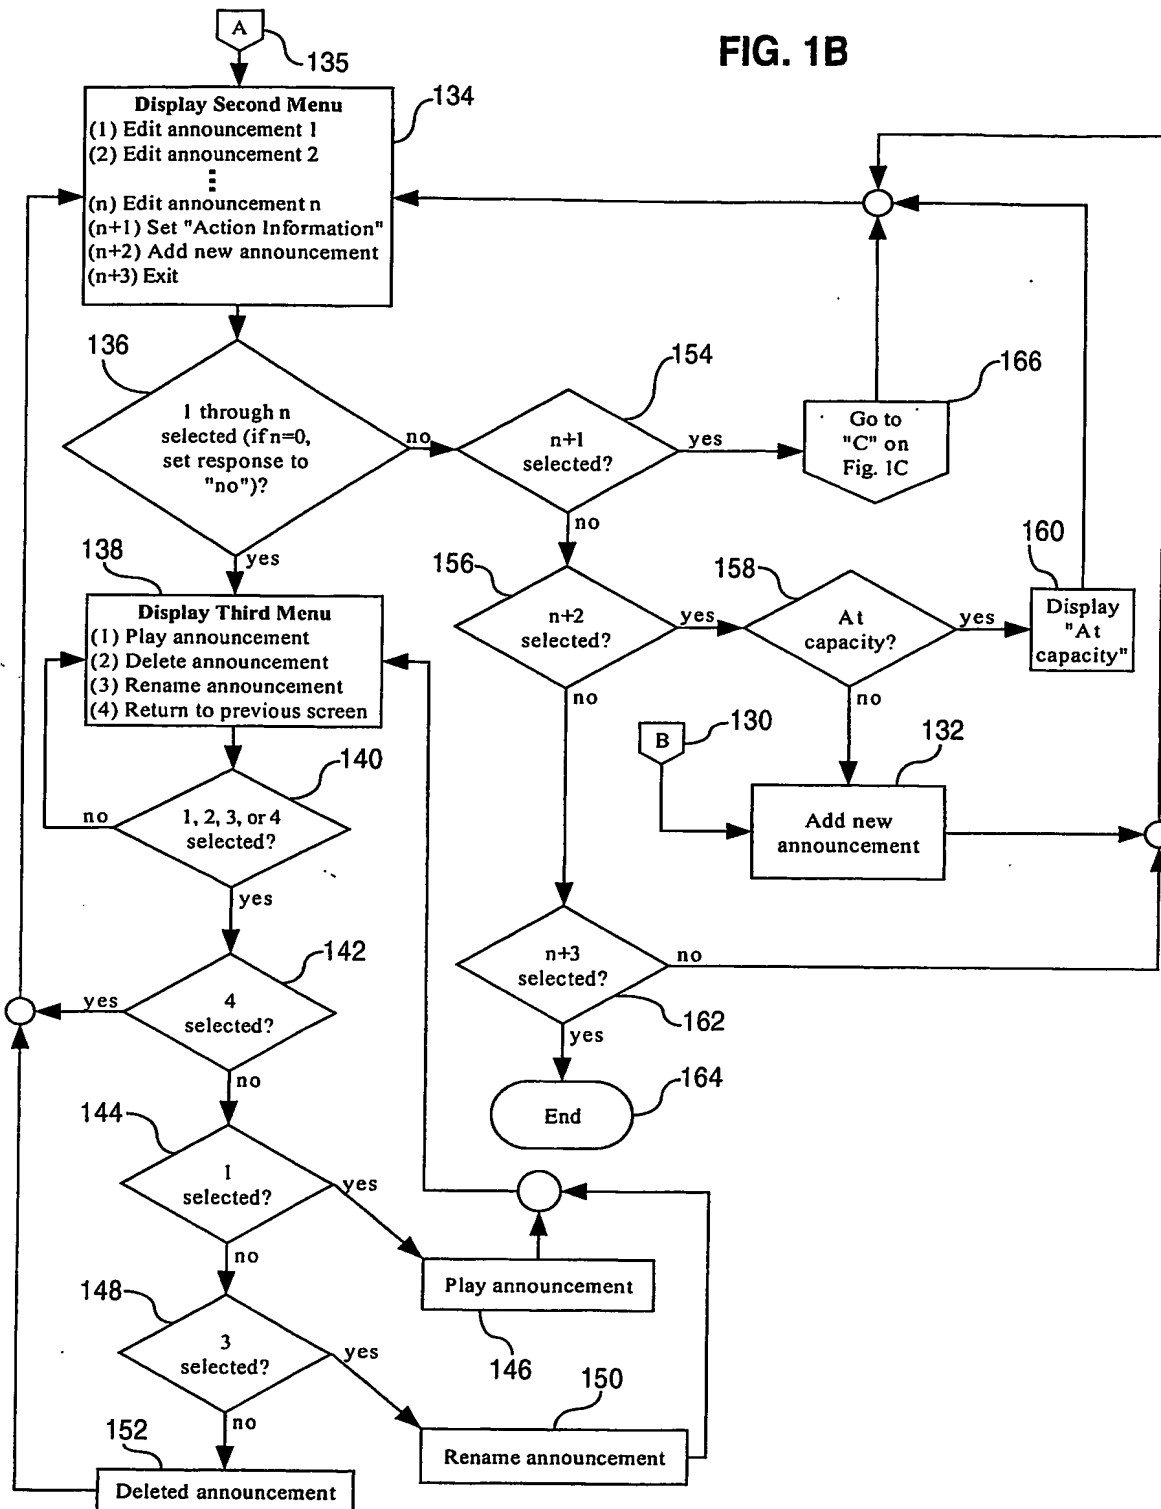 FIG. 1B
A
135
Display Second Menu
134
(1) Edit announcement 1
(2) Edit announcement 2
(n) Edit announcement n
(n+1) Set "Action Information"
(n+2) Add new announcement
(n+3) Exit
136
1 through n
selected (if n=0,
set response to
"no")?
no
yes
154
n+1
selected?
yes
no
166
Go to
"C" on
Fig. 1C
138
Display Third Menu
(1) Play announcement
(2) Delete announcement
(3) Rename announcement
(4) Return to previous screen
156
n+2
selected?
yes
no
158
At
capacity?
yes
no
160
Display
"At
capacity"
B
130
132
Add new
announcement
140
1, 2, 3, or 4
selected?
no
yes
142
4
selected?
yes
no
n+3
selected?
no
162
yes
End
164
144
1
selected?
yes
no
Play announcement
146
148
3
selected?
yes
no
150
Rename announcement
152
Deleted announcement